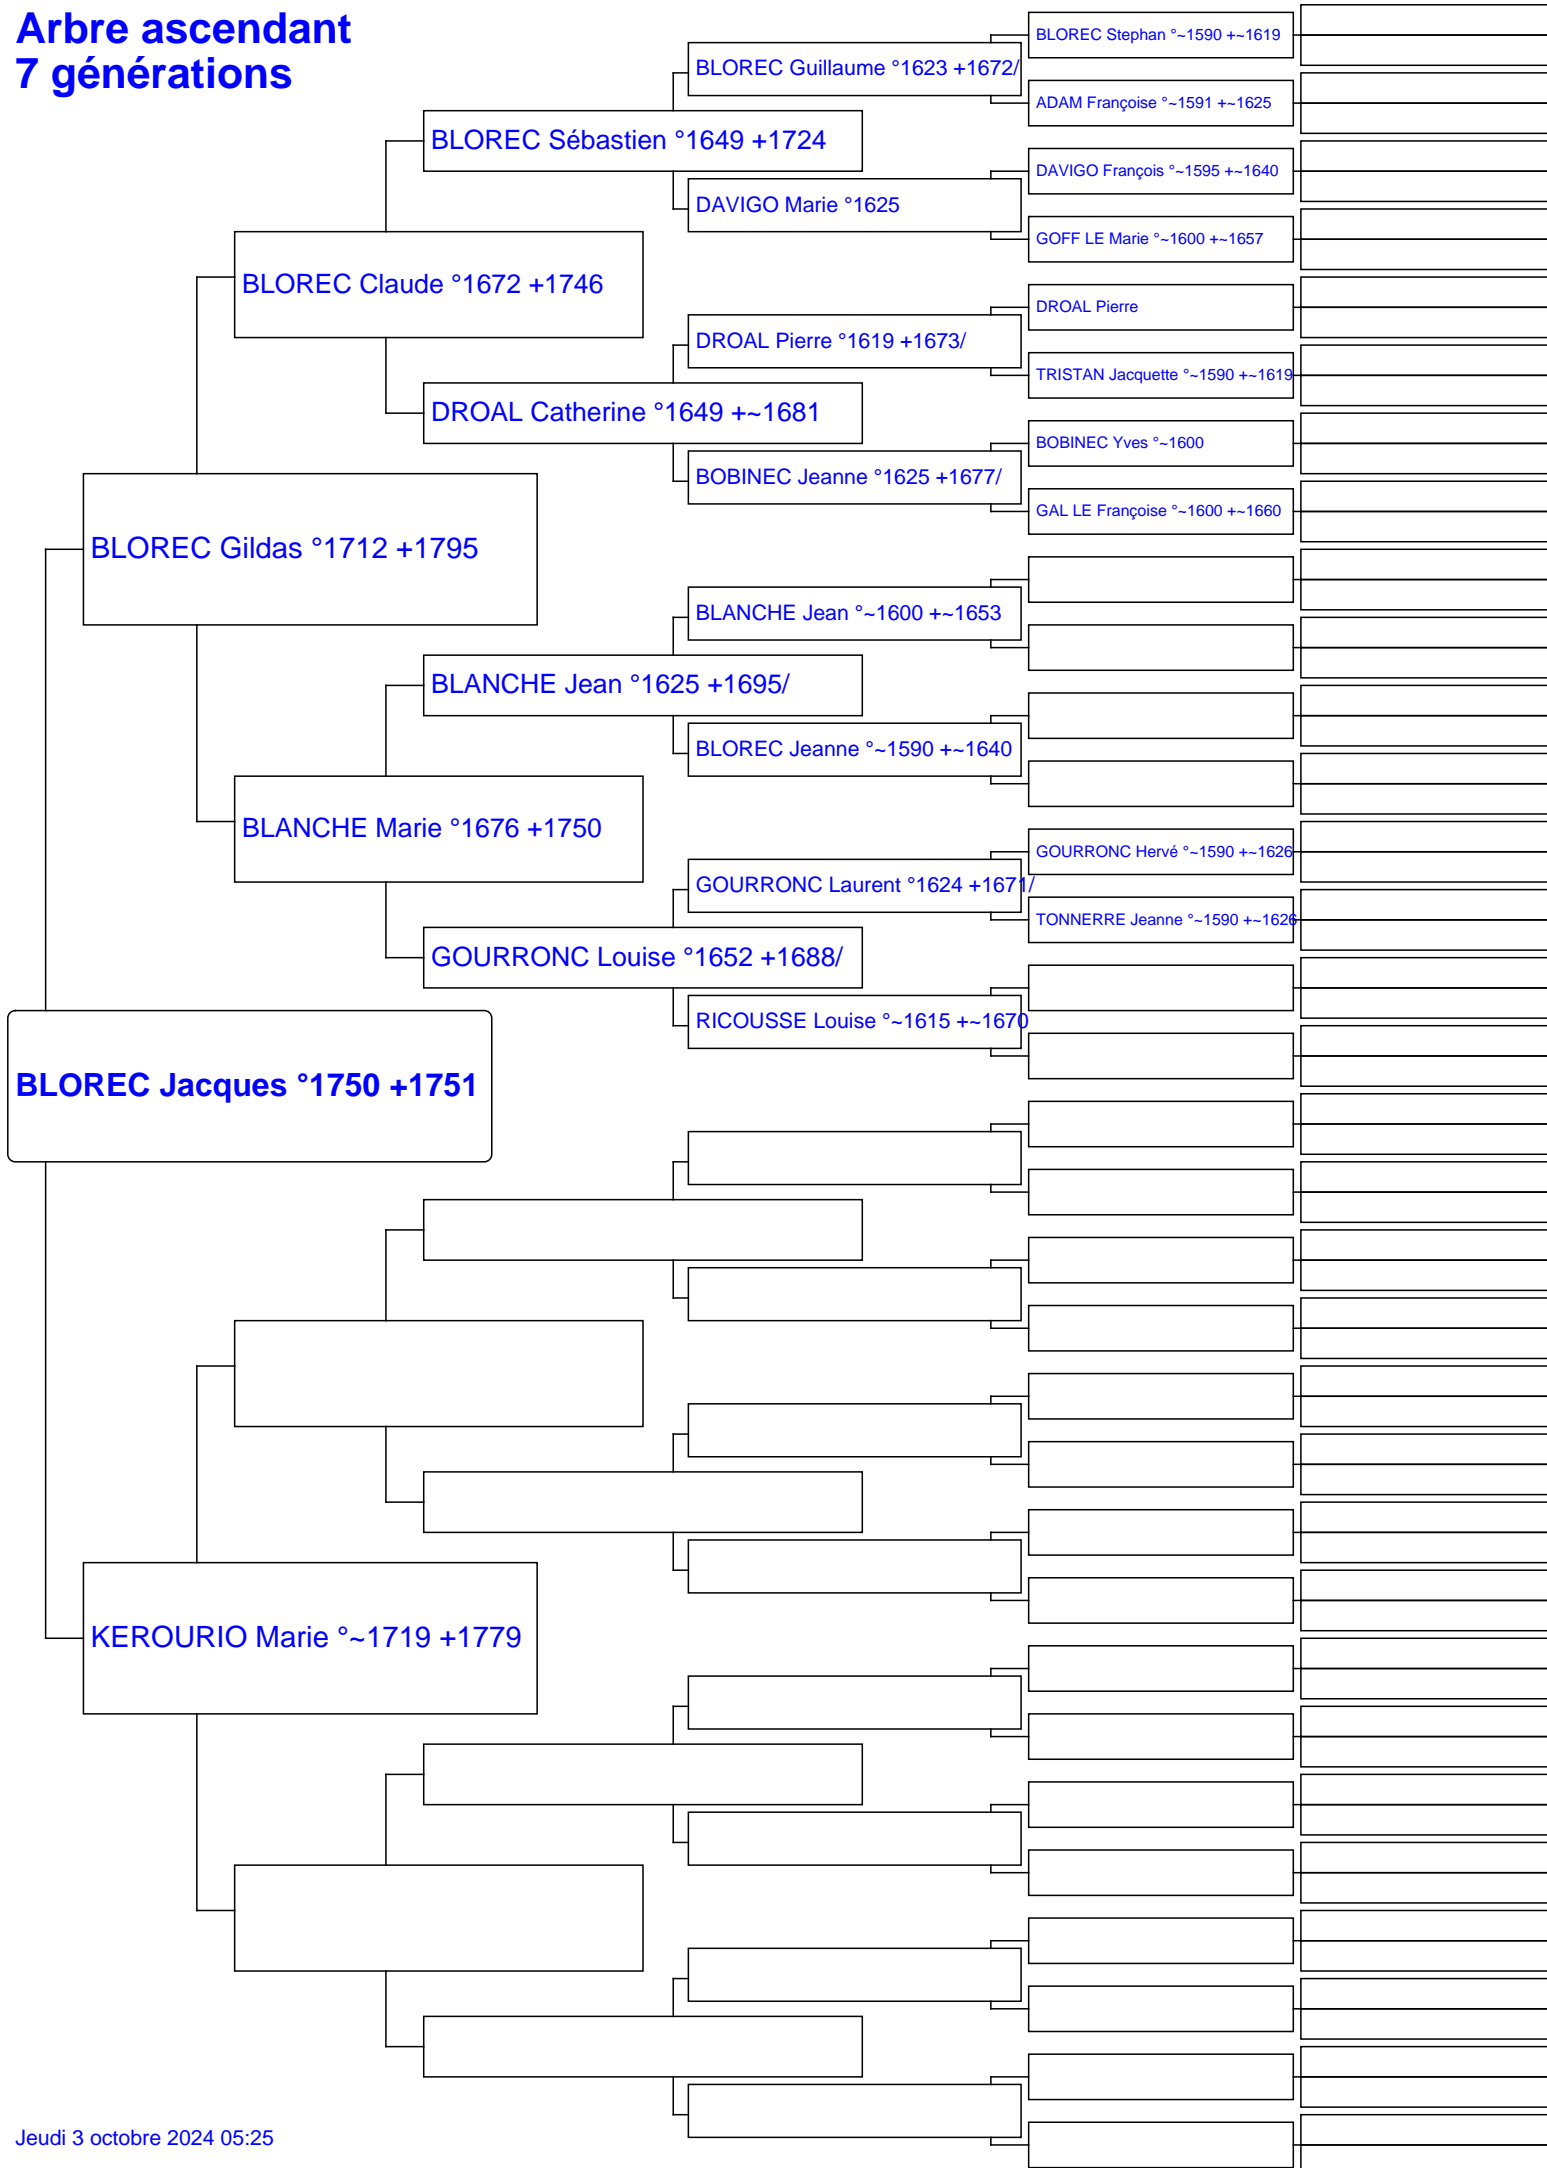 Arbre ascendant
7 générations
BLOREC Stephan °~1590 +~1619
BLOREC Guillaume °1623 +1672/
ADAM Françoise °~1591 +~1625
BLOREC Sébastien °1649 +1724
DAVIGO François °~1595 +~1640
DAVIGO Marie °1625
GOFF LE Marie °~1600 +~1657
BLOREC Claude °1672 +1746
DROAL Pierre
DROAL Pierre °1619 +1673/
TRISTAN Jacquette °~1590 +~1619
DROAL Catherine °1649 +~1681
BOBINEC Yves °~1600
BOBINEC Jeanne °1625 +1677/
GAL LE Françoise °~1600 +~1660
BLOREC Gildas °1712 +1795
BLANCHE Jean °~1600 +~1653
BLANCHE Jean °1625 +1695/
BLOREC Jeanne °~1590 +~1640
BLANCHE Marie °1676 +1750
GOURRONC Hervé °~1590 +~1626
GOURRONC Laurent °1624 +1671/
TONNERRE Jeanne °~1590 +~1626
GOURRONC Louise °1652 +1688/
RICOUSSE Louise °~1615 +~1670
BLOREC Jacques °1750 +1751
KEROURIO Marie °~1719 +1779
Jeudi 3 octobre 2024 05:25